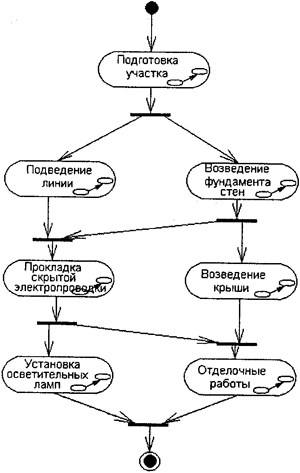 Подготовка
участка
Подведение
линии
Возведение
фундамента
стен
Прокладка
скрытой
электропроводки
Возведение
крыши
Установка
осветительных
ламп
Отделочные
работы